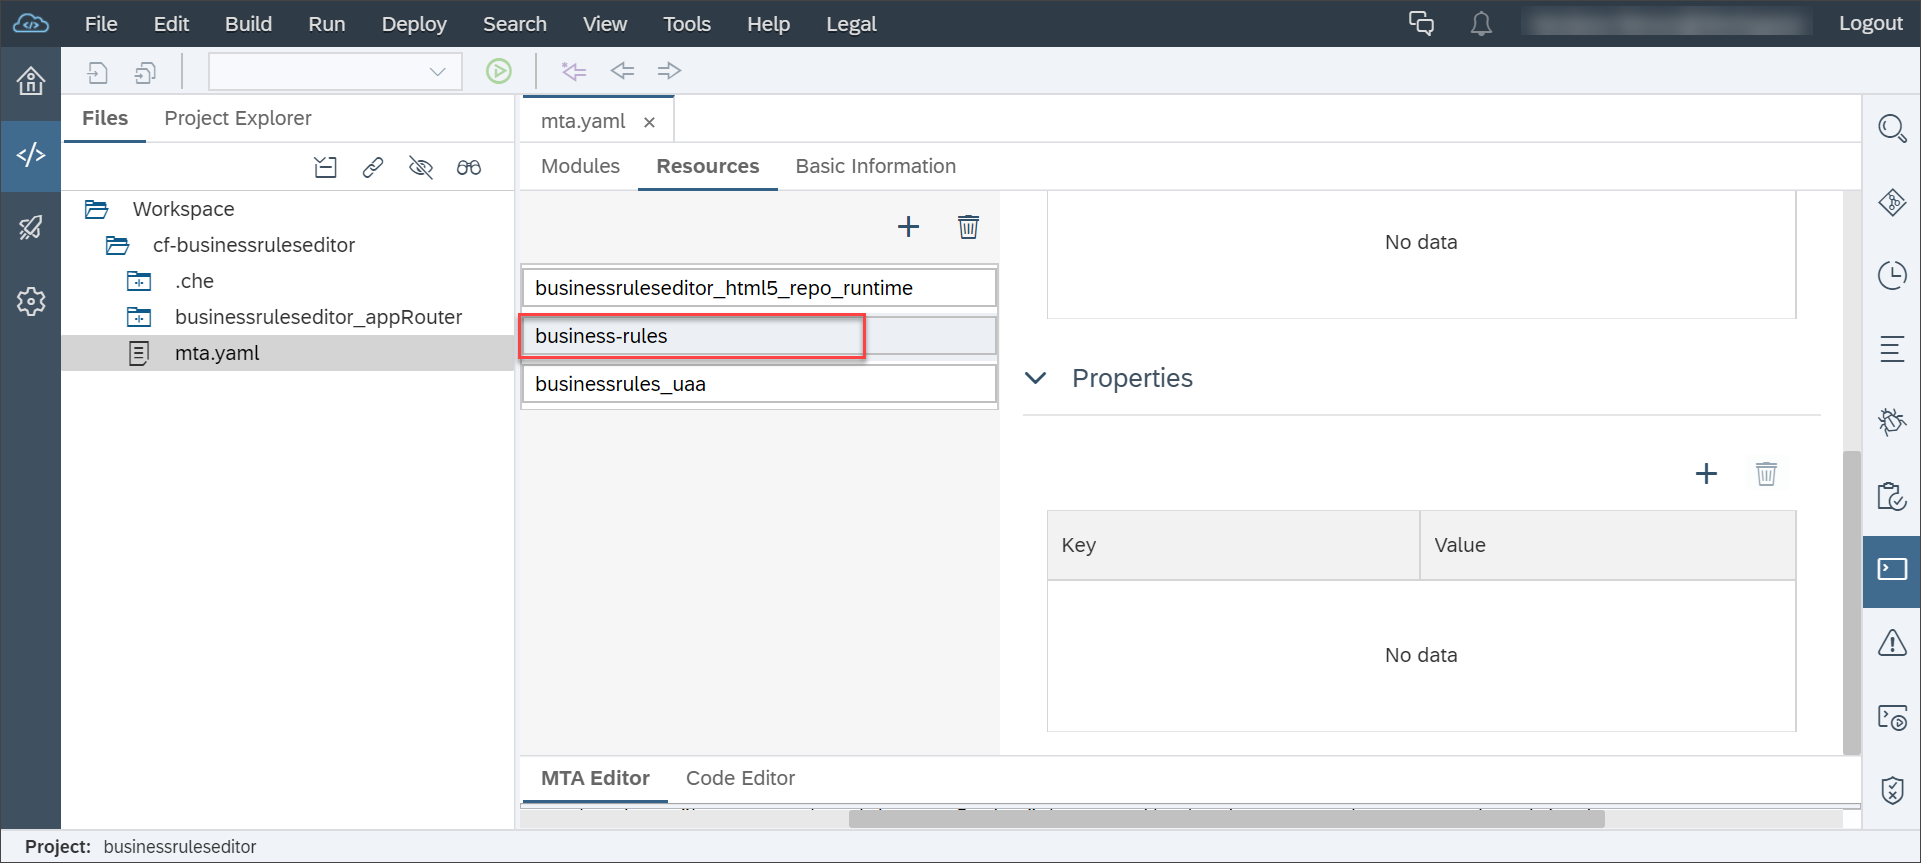 File Edit Build Run Deploy Search View Tools Help Legal Logout
Files Project Explorer
mta.yaml ×
Modules Resources Basic Information
Workspace
cf-businessruleseditor
.che
businessruleseditor_appRouter
mta.yaml
businessruleseditor_html5_repo_runtime
business-rules
businessrules_uaa
No data
Properties
Key Value
No data
MTA Editor Code Editor
Project: businessruleseditor